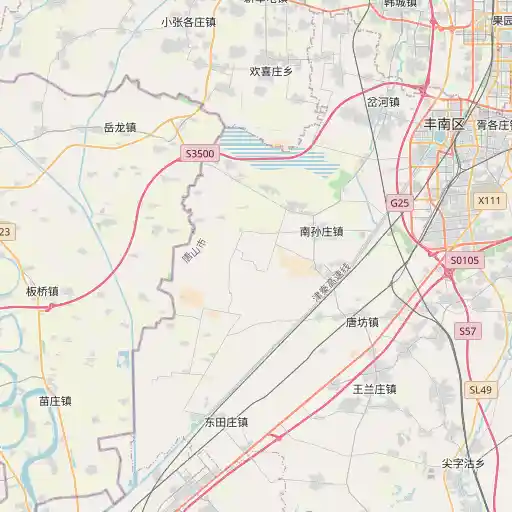 韩城镇
小张各庄镇
果园
欢喜庄乡
岔河镇
岳龙镇
丰南区
胥各庄镇
S3500
G25
X111
23
南孙庄镇
唐山市
S0105
津秦高速线
板桥镇
唐坊镇
S57
王兰庄镇
SL49
苗庄镇
东田庄镇
尖字沽乡